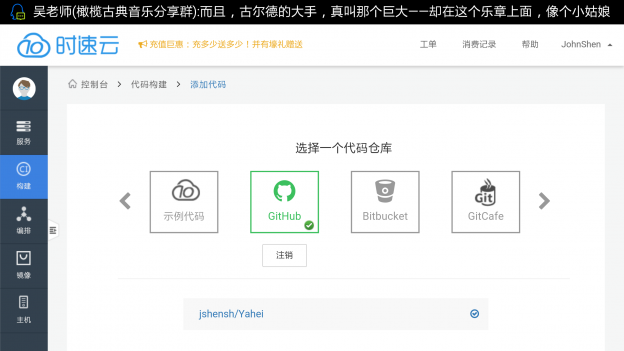 吴老师(橄榄古典音乐分享群):而且，古尔德的大手，真叫那个巨大——却在这个乐章上面，像个小姑娘
时速云
充值巨惠：充多少送多少！并有壕礼赠送
工单
消费记录
帮助
JohnShen
控制台 > 代码构建 > 添加代码
服务
构建
编排
镜像
主机
选择一个代码仓库
示例代码
GitHub
Bitbucket
GitCafe
Git
注销
jshensh/Yahei